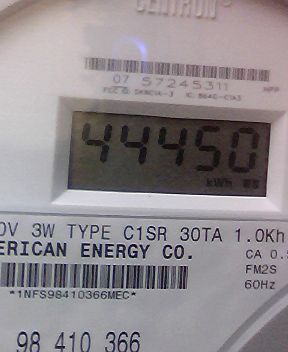 CENTRON®
07 57245311
44450
kWh
0V 3W TYPE C1SR 30TA 1.0Kh
ERICAN ENERGY CO.
CA 0.5
FM2S
60Hz
*1NFS98410366MEC*
98 410 366